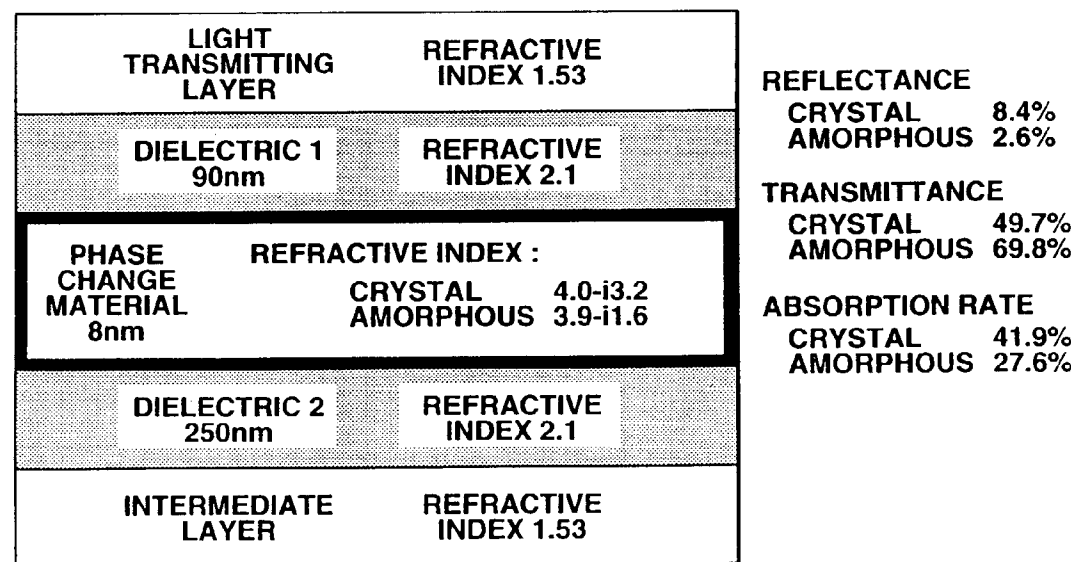 LIGHT
TRANSMITTING
LAYER
REFRACTIVE
INDEX 1.53
DIELECTRIC 1
90nm
REFRACTIVE
INDEX 2.1
PHASE
CHANGE
MATERIAL
8nm
REFRACTIVE INDEX :
CRYSTAL 4.0-i3.2
AMORPHOUS 3.9-i1.6
DIELECTRIC 2
250nm
REFRACTIVE
INDEX 2.1
INTERMEDIATE
LAYER
REFRACTIVE
INDEX 1.53
REFLECTANCE
CRYSTAL 8.4%
AMORPHOUS 2.6%
TRANSMITTANCE
CRYSTAL 49.7%
AMORPHOUS 69.8%
ABSORPTION RATE
CRYSTAL 41.9%
AMORPHOUS 27.6%